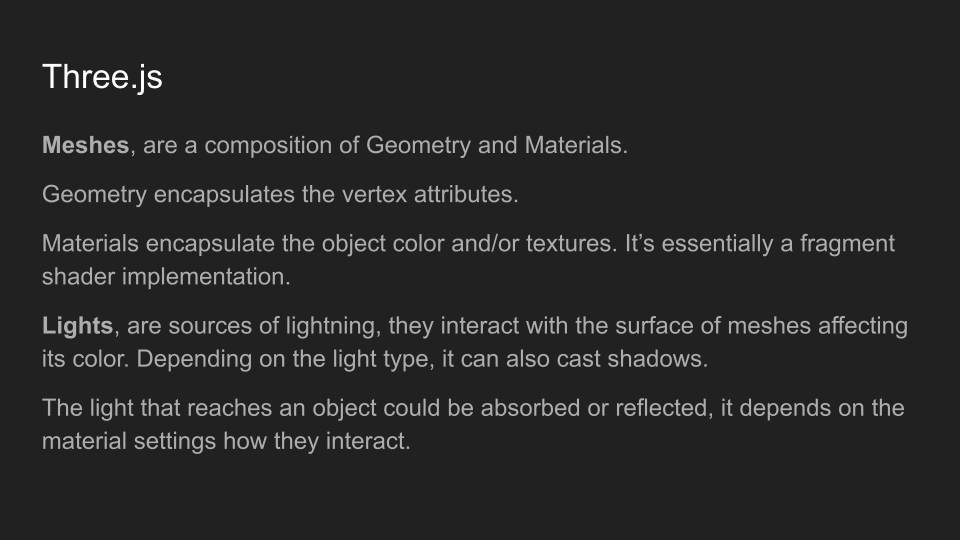 Three.js
Meshes, are a composition of Geometry and Materials.
Geometry encapsulates the vertex attributes.
Materials encapsulate the object color and/or textures. It’s essentially a fragment
shader implementation.
Lights, are sources of lightning, they interact with the surface of meshes affecting
its color. Depending on the light type, it can also cast shadows.
The light that reaches an object could be absorbed or reflected, it depends on the
material settings how they interact.